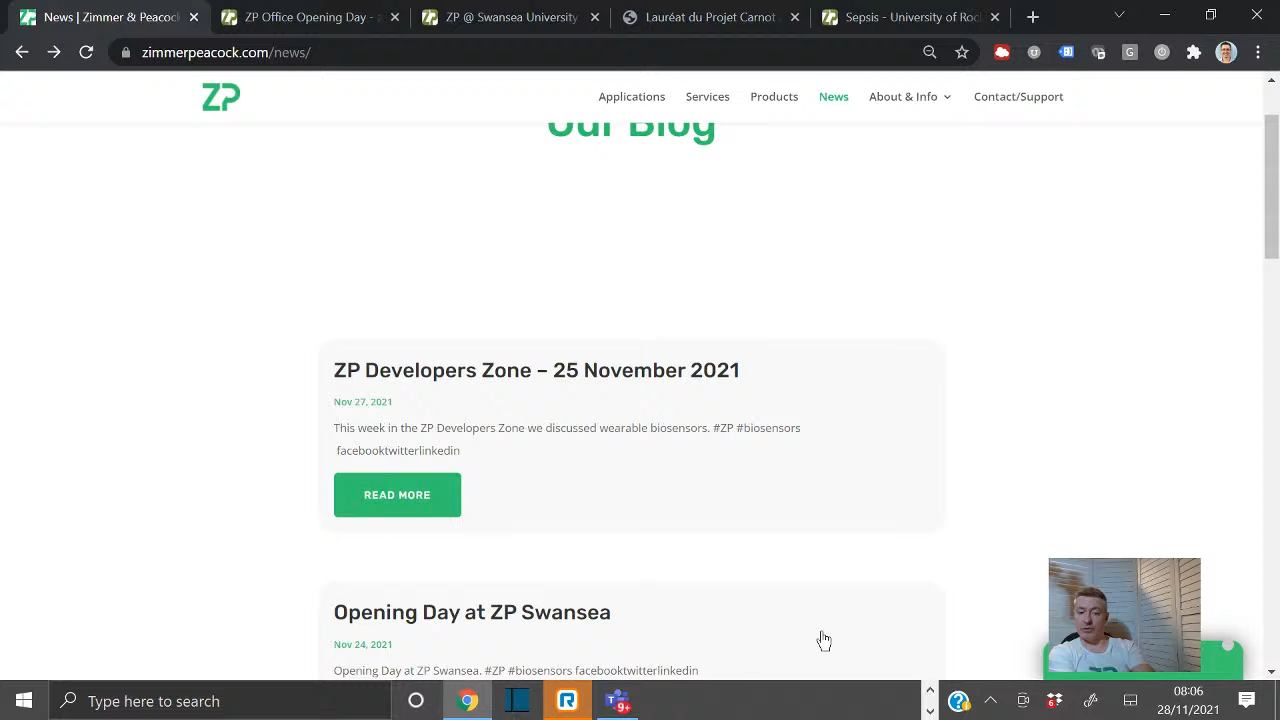 News | Zimmer & Peacock
ZP Office Opening Day -
ZP @ Swansea University
Lauréat du Projet Carnot
Sepsis - University of Roc
zimmerpeacock.com/news/
G
ZP
Applications
Services
Products
News
About & Info
Contact/Support
Our Blog
ZP Developers Zone – 25 November 2021
Nov 27, 2021
This week in the ZP Developers Zone we discussed wearable biosensors. #ZP #biosensors
facebooktwitterlinkedin
READ MORE
Opening Day at ZP Swansea
Nov 24, 2021
Opening Day at ZP Swansea. #ZP #biosensors facebooktwitterlinkedin
Type here to search
R
9+
6
08:06
28/11/2021